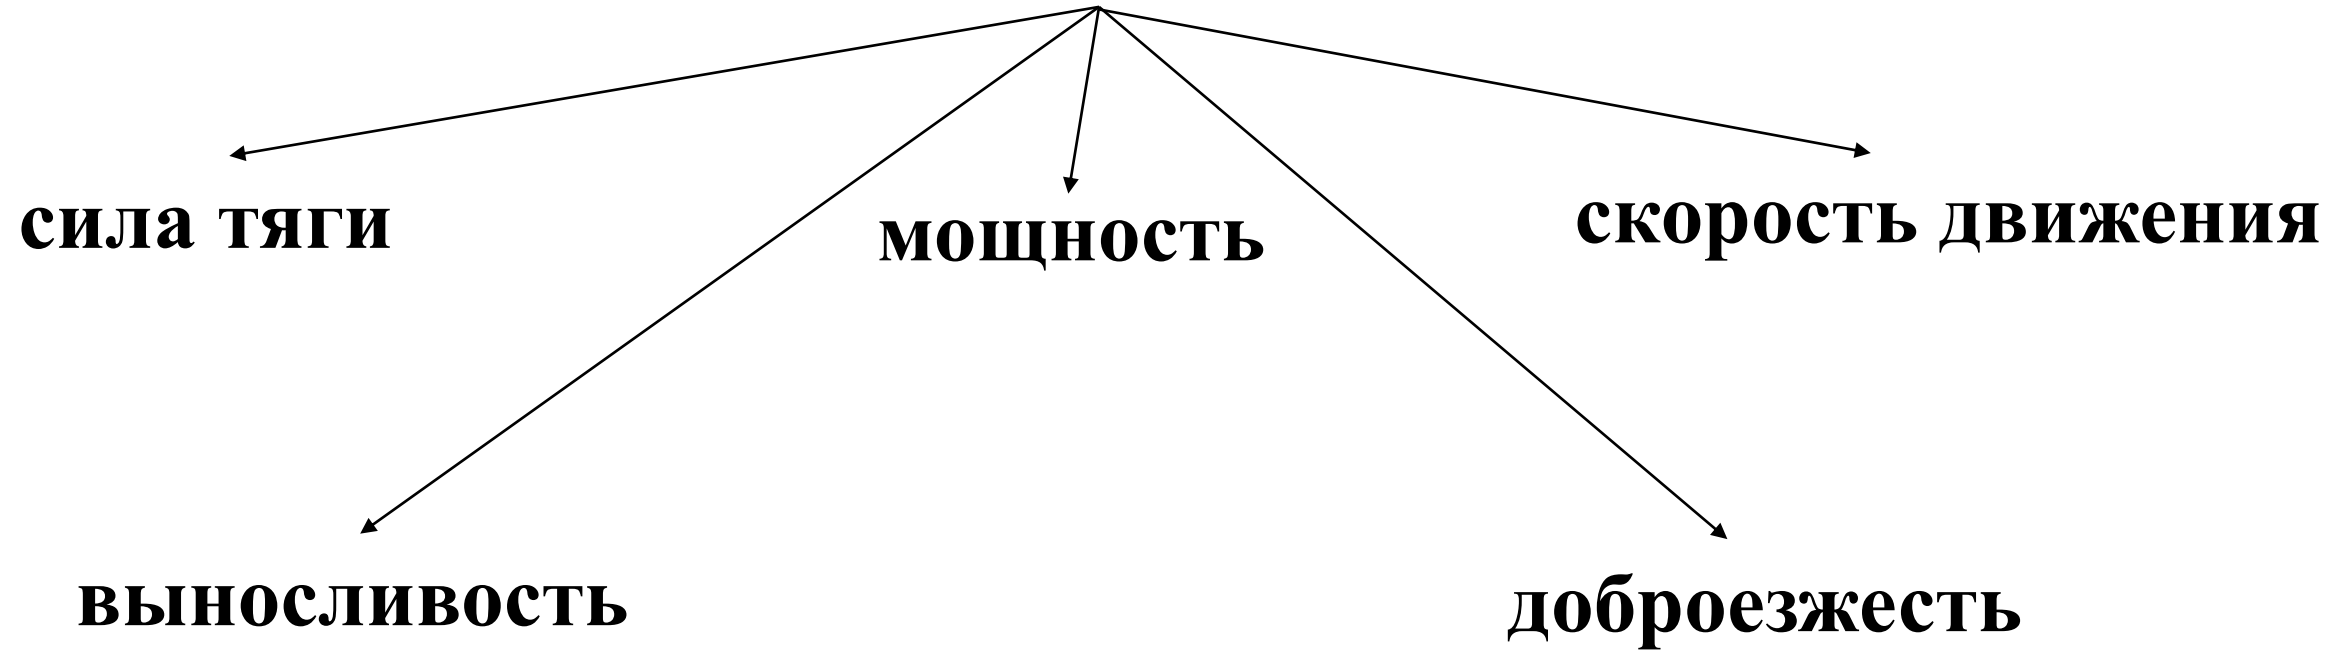 сила тяги
мощность
скорость движения
выносливость
доброезжесть